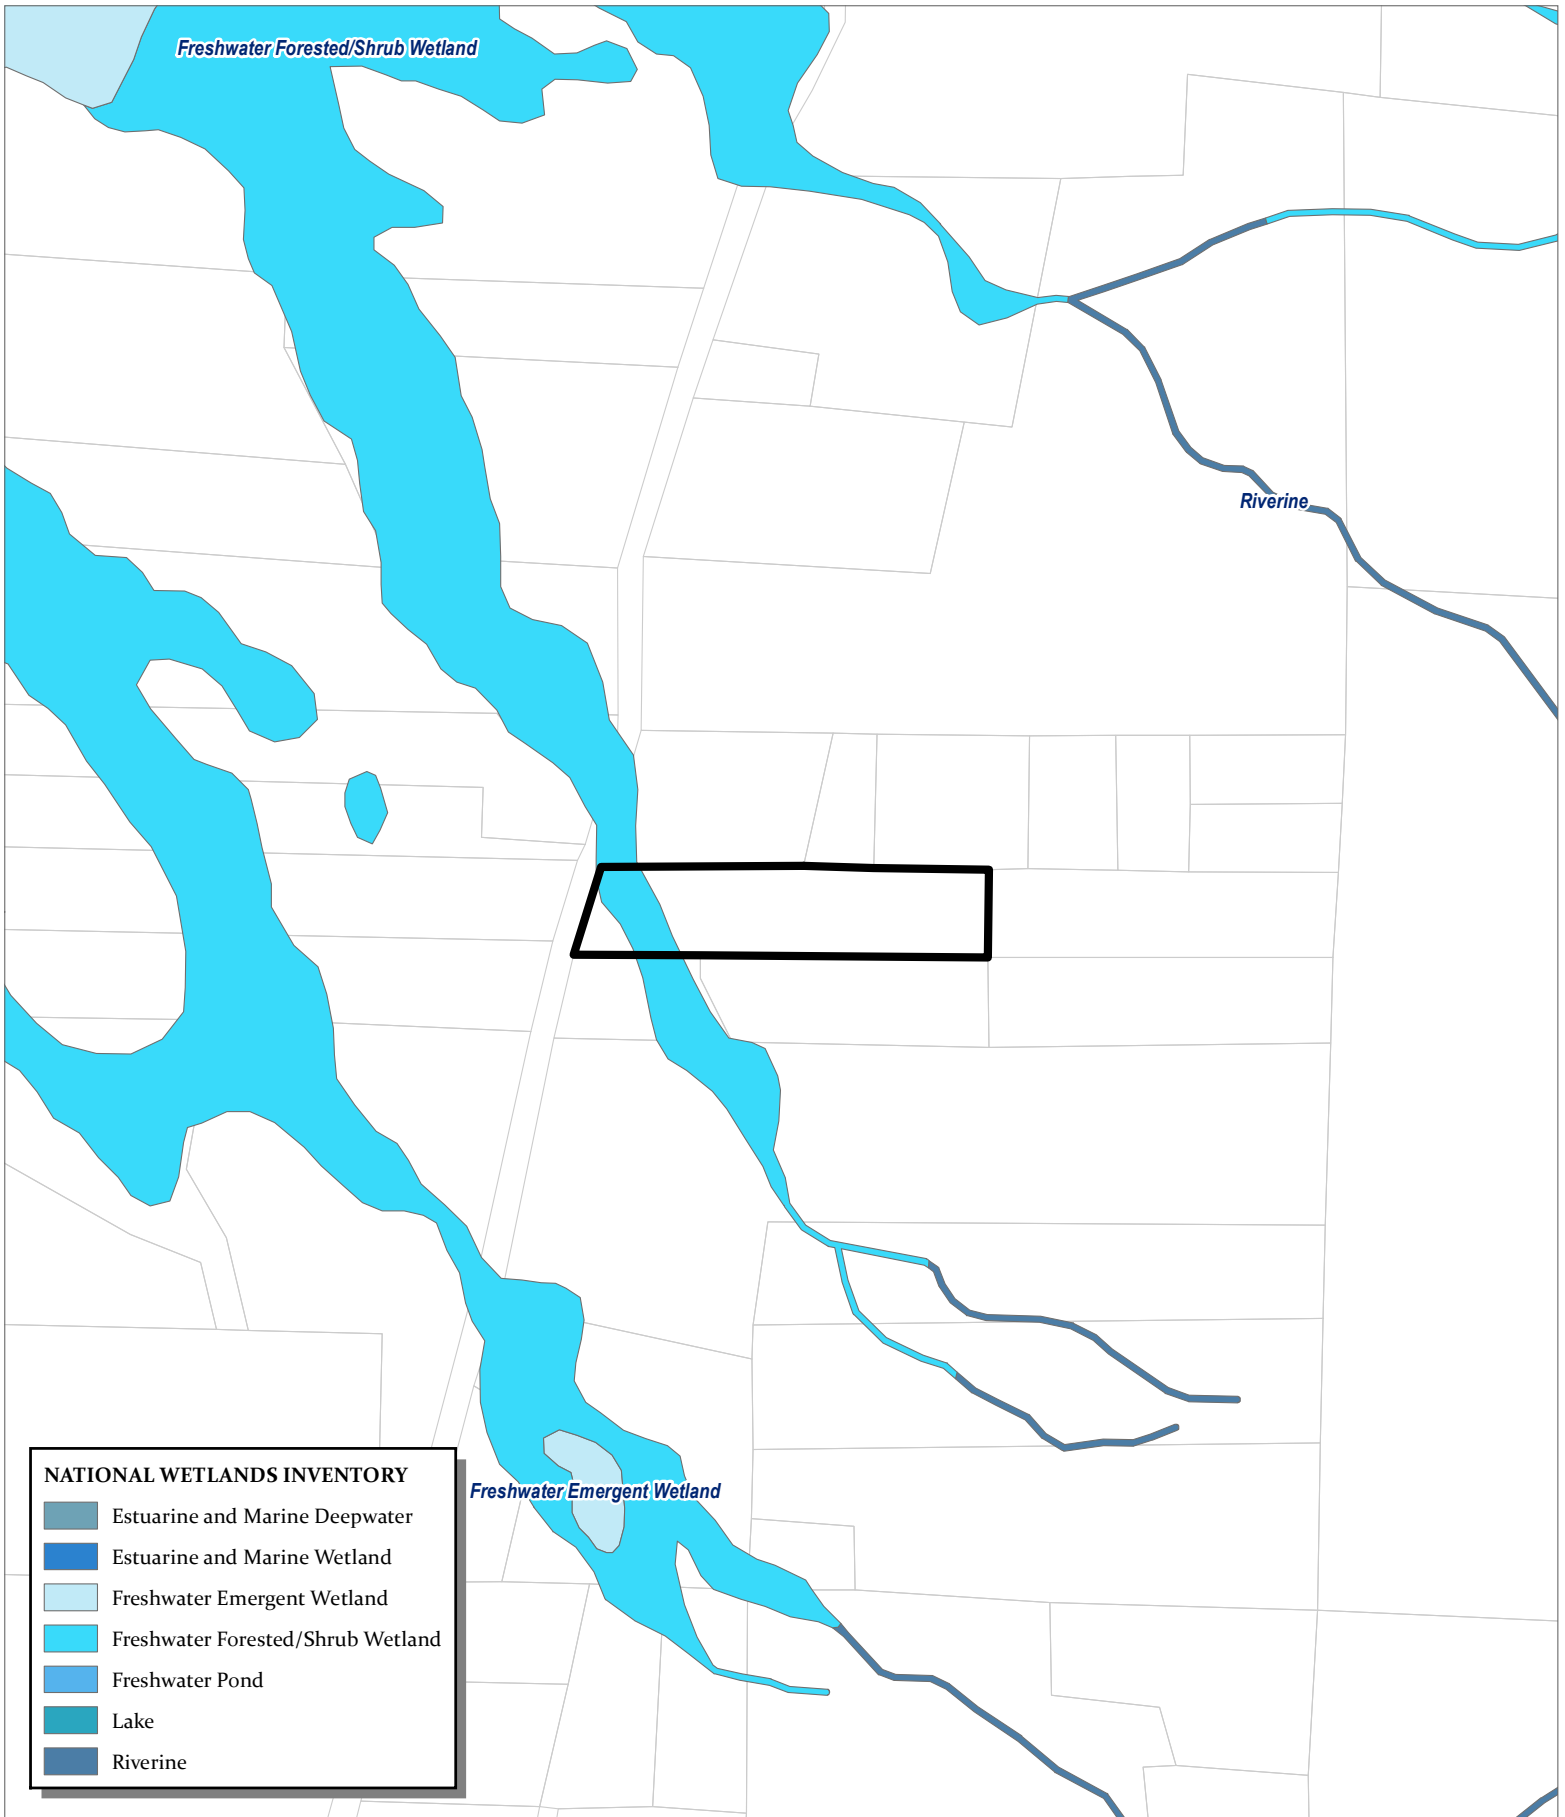 Freshwater Forested/Shrub Wetland
Riverine
Freshwater Emergent Wetland
NATIONAL WETLANDS INVENTORY
Estuarine and Marine Deepwater
Estuarine and Marine Wetland
Freshwater Emergent Wetland
Freshwater Forested/Shrub Wetland
Freshwater Pond
Lake
Riverine